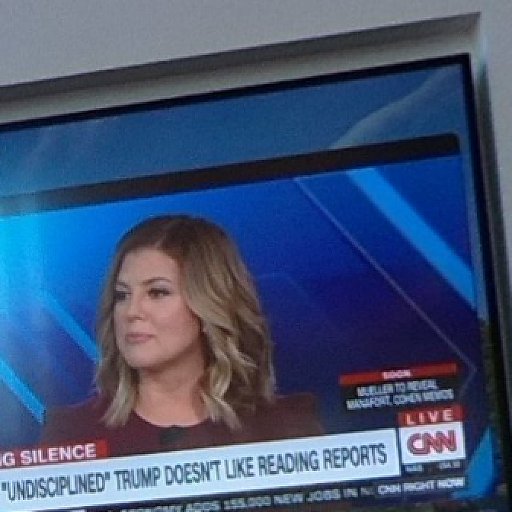 SOON
MUELLER TO REVEAL
MANAFORT, COHEN MEMOS
LIVE
CNN
G SILENCE
"UNDISCIPLINED" TRUMP DOESN'T LIKE READING REPORTS
ECONOMY ADDS 155,000 NEW JOBS IN N
CNN RIGHT NOW